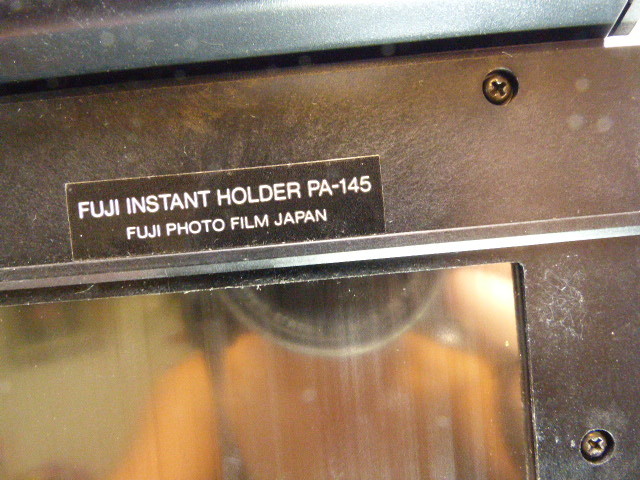 FUJI INSTANT HOLDER PA-145
FUJI PHOTO FILM JAPAN